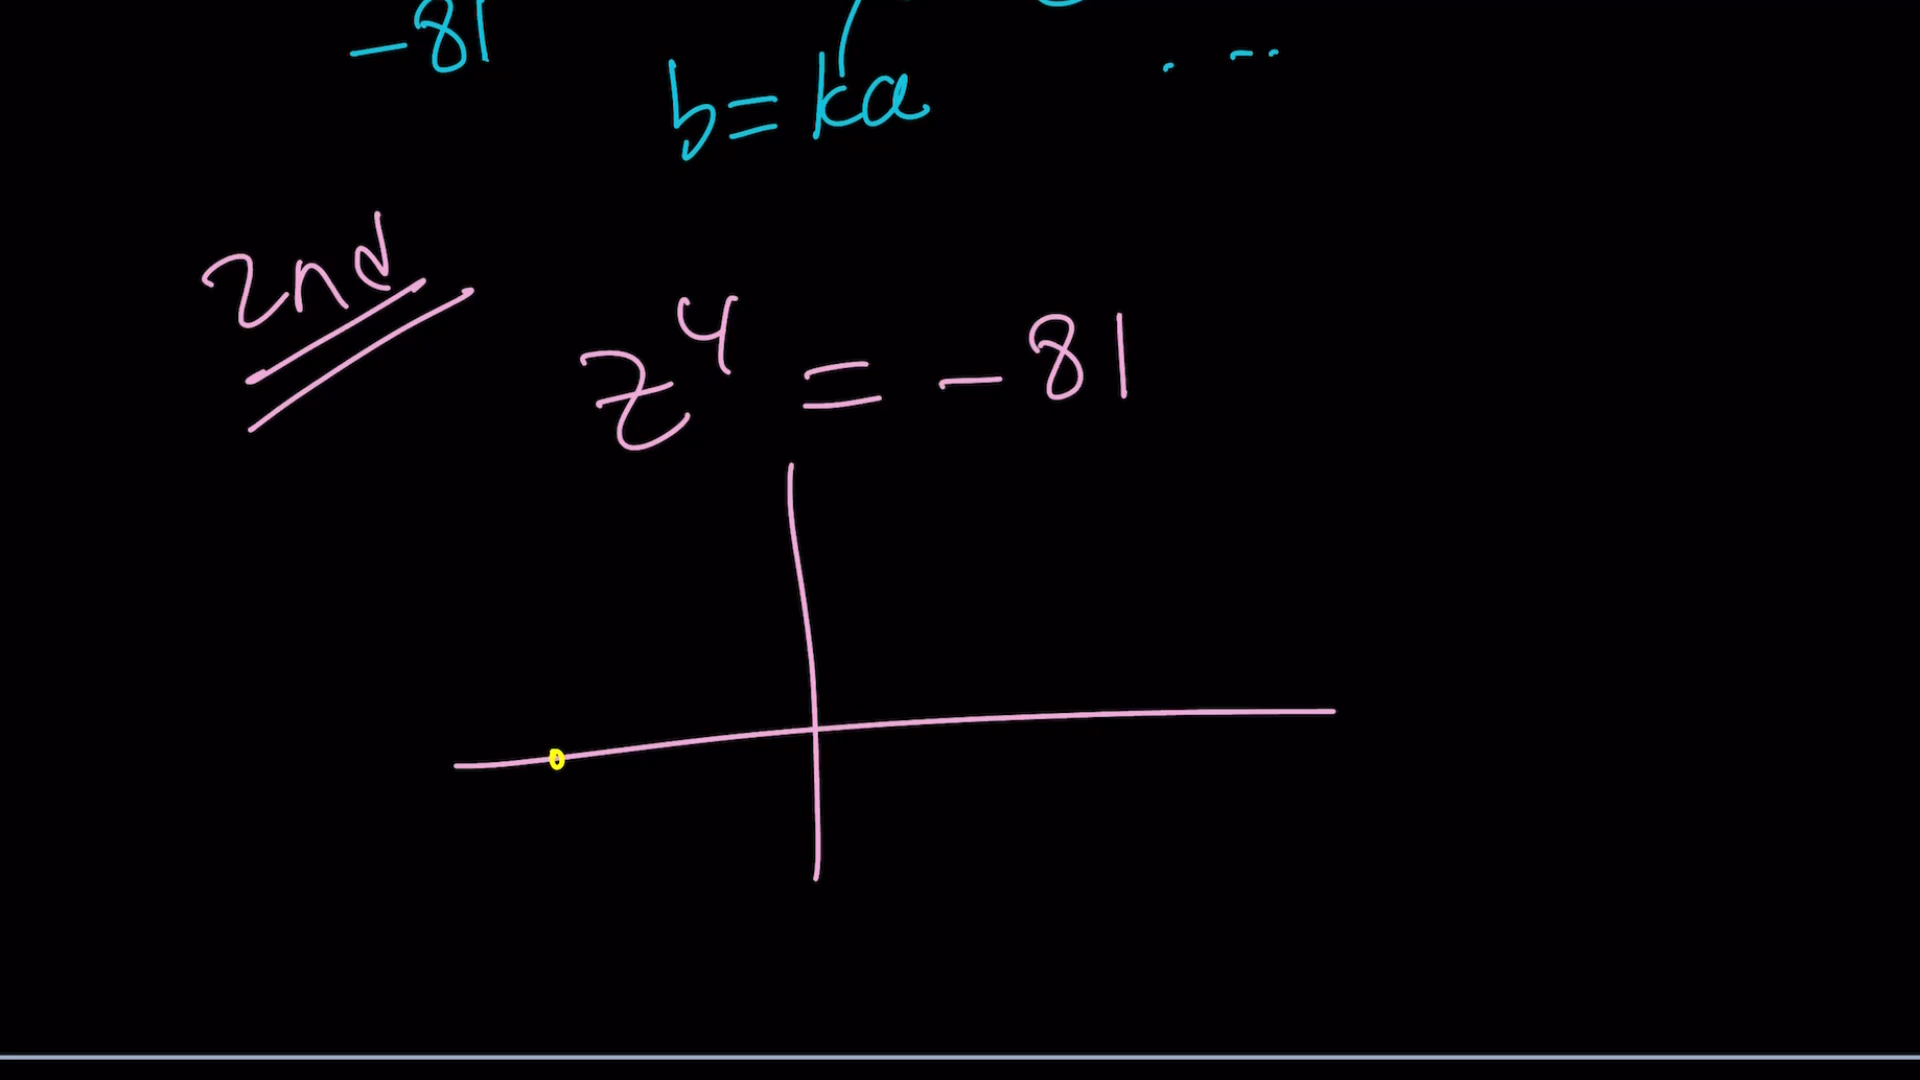 -81
b = ka
. - -
2nd
z⁴ = -81